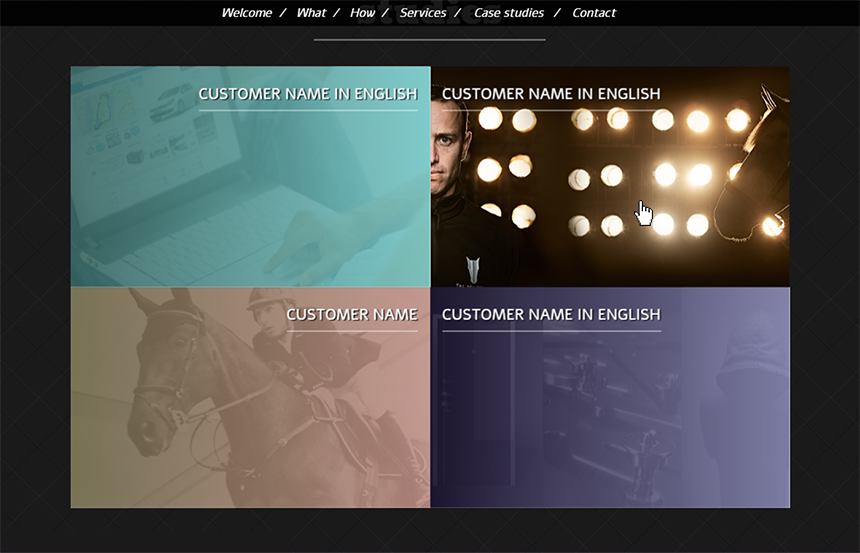 Welcome / What / How / Services / Case studies / Contact
studies
CUSTOMER NAME IN ENGLISH
CUSTOMER NAME IN ENGLISH
CUSTOMER NAME
CUSTOMER NAME IN ENGLISH